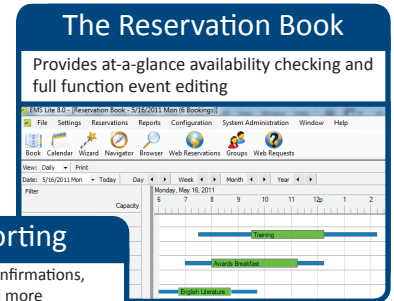 The Reservation Book
Provides at-a-glance availability checking and
full function event editing
EMS Lite 8.0 - [Reservation Book - 5/16/2011 Mon (6 Bookings)]
File Settings Reservations Reports Configuration System Administration Window Help
Book Calendar Wizard Navigator Browser Web Reservations Groups Web Requests
View: Daily Print
Date: 5/16/2011 Mon Today Day Week Month Year
Filter Monday, May 16, 2011
Capacity 6 7 8 9 10 11 12p 1 2
Training
Awards Breakfast
English Literature
orting
nfirmations,
d more